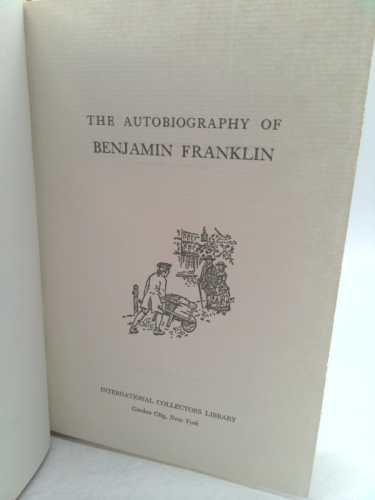 THE AUTOBIOGRAPHY OF
BENJAMIN FRANKLIN
INTERNATIONAL COLLECTORS LIBRARY
Garden City, New York